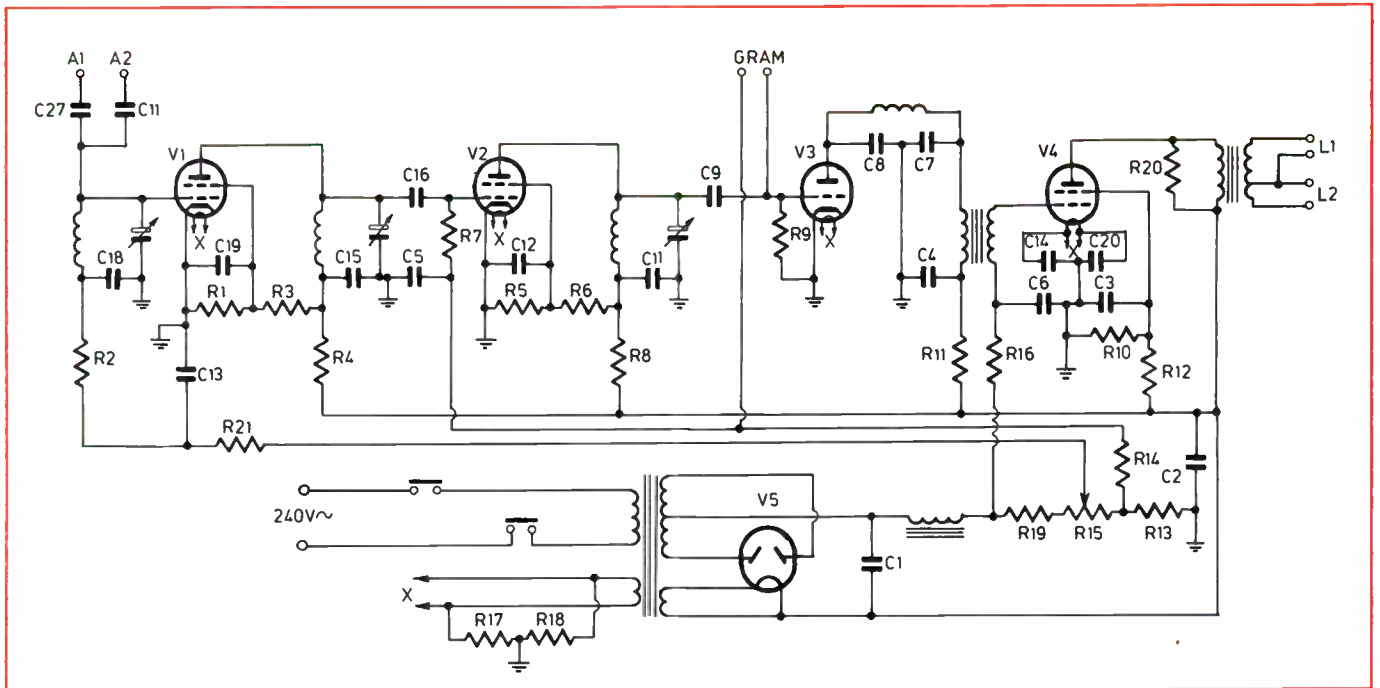 A1 A2
GRAM
C27 C11
V1 C16 V2 C9 V3 C8 C7 V4 R20 L1
L2
R7 R9
X X X
C18 C19 C15 C5 C12 C11 C4 C14 X C20
C6 C3
R1 R3 R5 R6 R10
R2 C13 R4 R8 R11 R16 R12
R21 R14 C2
240V~ V5
R19 R15 R13
C1
X
R17 R18